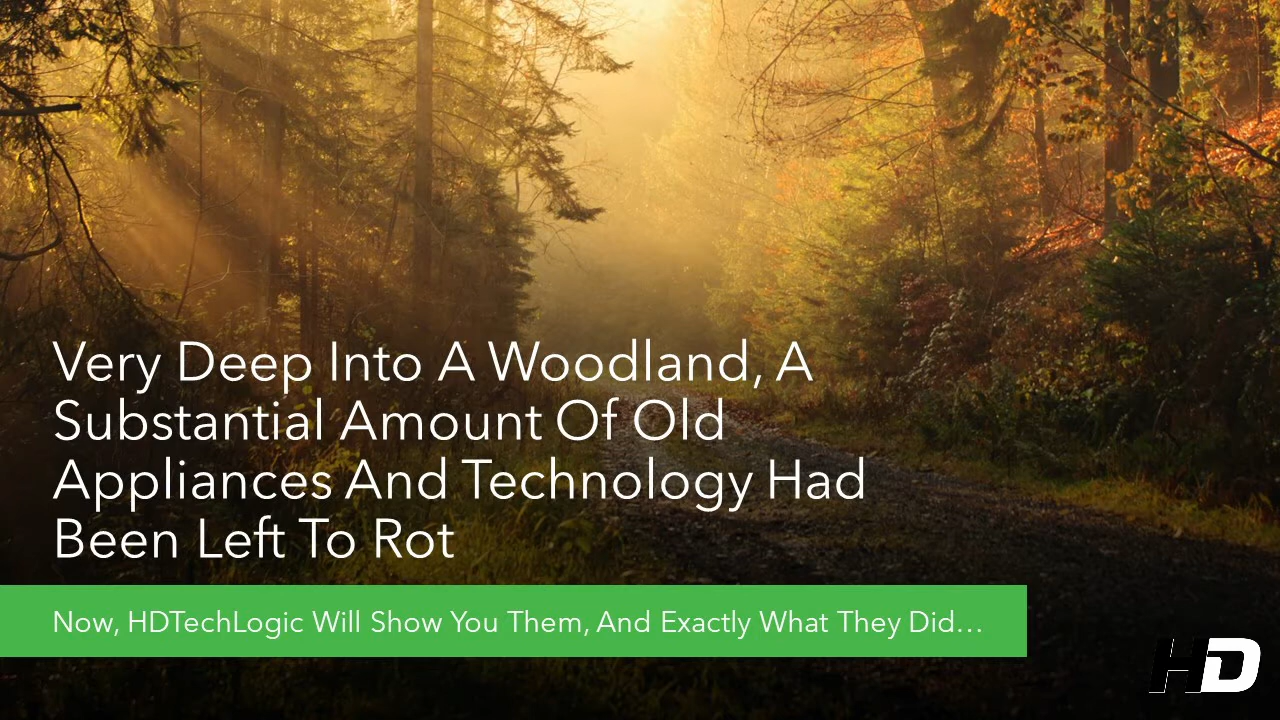 Very Deep Into A Woodland, A
Substantial Amount Of Old
Appliances And Technology Had
Been Left To Rot
Now, HDTechLogic Will Show You Them, And Exactly What They Did...
HD